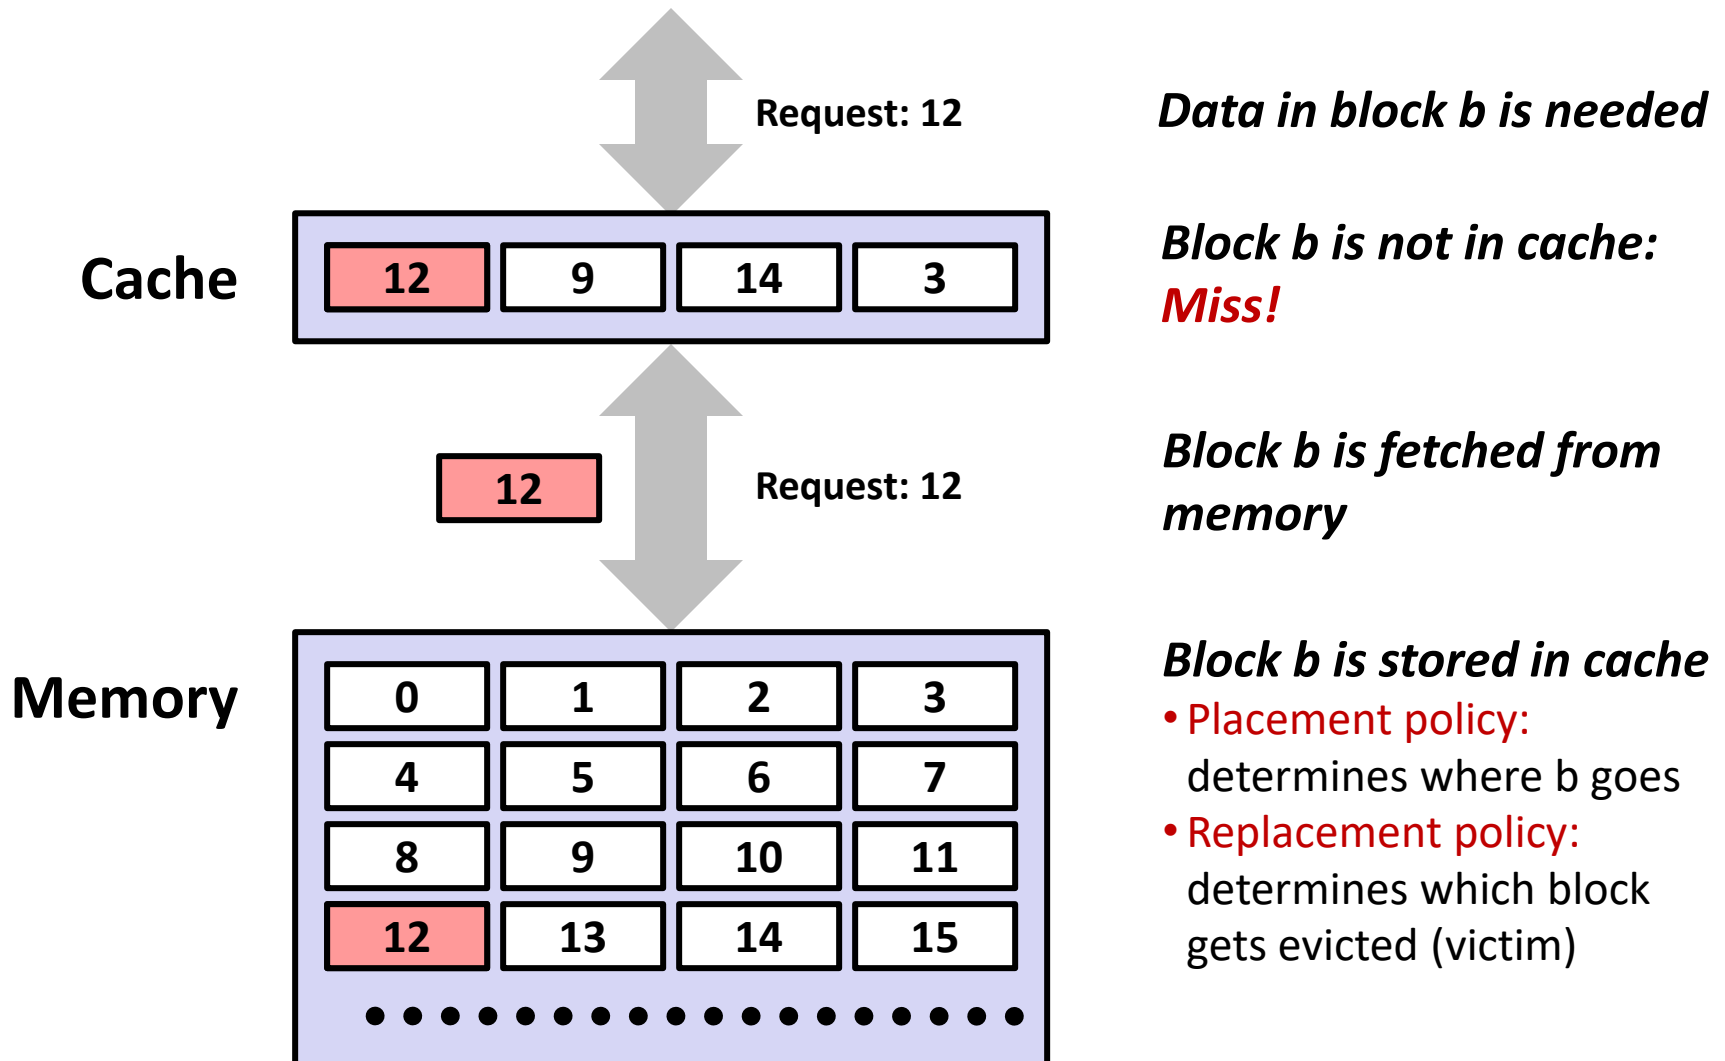 Request: 12
Data in block b is needed
Cache
12 9 14 3
Block b is not in cache:
Miss!
12
Request: 12
Block b is fetched from
memory
Memory
0 1 2 3
4 5 6 7
8 9 10 11
12 13 14 15
Block b is stored in cache
• Placement policy:
determines where b goes
• Replacement policy:
determines which block
gets evicted (victim)